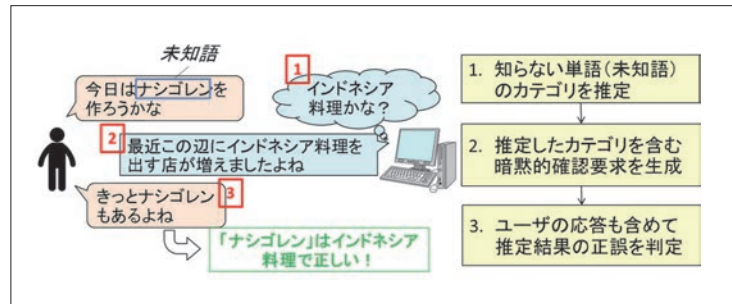 未知語
今日はナシゴレンを
作ろうかな
1
インドネシア
料理かな？
2
最近この辺にインドネシア料理を
出す店が増えましたよね
きっとナシゴレン
もあるよね
3
「ナシゴレン」はインドネシア
料理で正しい！
1. 知らない単語（未知語）
のカテゴリを推定
2. 推定したカテゴリを含む
暗黙的確認要求を生成
3. ユーザの応答も含めて
推定結果の正誤を判定